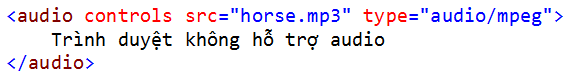 <audio controls src="horse.mp3" type="audio/mpeg">
Trình duyệt không hỗ trợ audio
</audio>